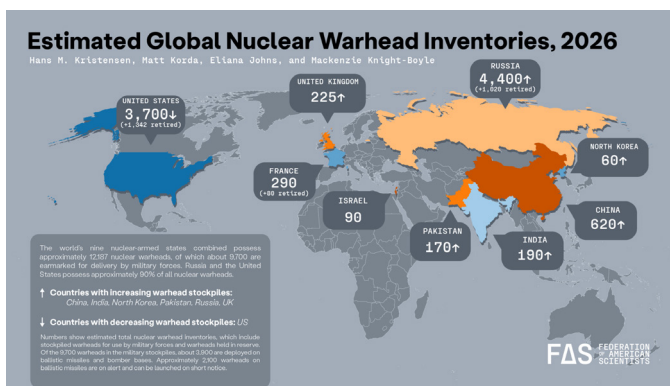 Estimated Global Nuclear Warhead Inventories, 2026
Hans M. Kristensen, Matt Korda, Eliana Johns, and Mackenzie Knight-Boyle
UNITED STATES
3,700↓
(+1,342 retired)
UNITED KINGDOM
225↑
RUSSIA
4,400↑
(+1,020 retired)
FRANCE
290
(+80 retired)
ISRAEL
90
PAKISTAN
170↑
INDIA
190↑
NORTH KOREA
60↑
CHINA
620↑
The world's nine nuclear-armed states combined possess
approximately 12,187 nuclear warheads, of which about 9,700 are
earmarked for delivery by military forces. Russia and the United
States possess approximately 90% of all nuclear warheads.
↑ Countries with increasing warhead stockpiles:
China, India, North Korea, Pakistan, Russia, UK
↓ Countries with decreasing warhead stockpiles: US
Numbers show estimated total nuclear warhead inventories, which include
stockpiled warheads for use by military forces and warheads held in reserve.
Of the 9,700 warheads in the military stockpiles, about 3,900 are deployed on
ballistic missiles and bomber bases. Approximately 2,100 warheads on
ballistic missiles are on alert and can be launched on short notice.
FAS
FEDERATION
OF AMERICAN
SCIENTISTS